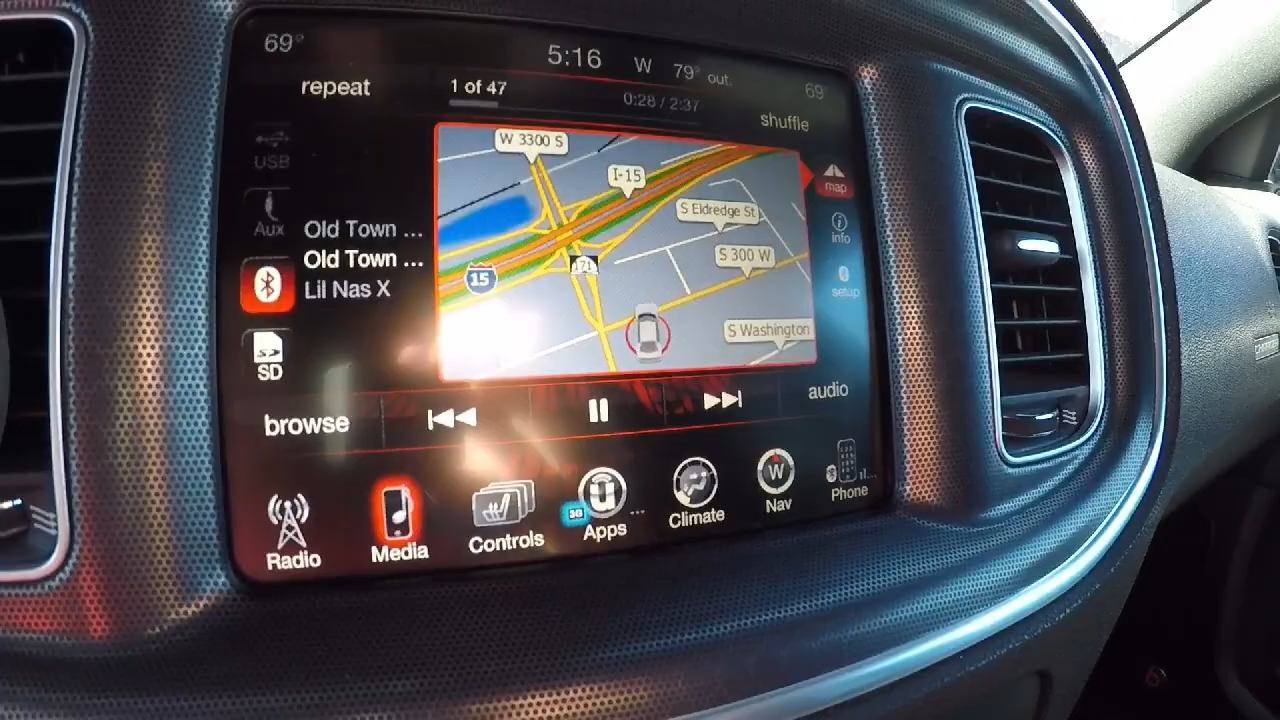 69°
5:16
W
79° out.
69
repeat
1 of 47
0:28 / 2:37
shuffle
USB
Aux
Old Town ...
Old Town ...
Lil Nas X
SD
W 3300 S
I-15
S Eldredge St
S 300 W
15
171
S Washington
map
info
setup
browse
audio
Radio
Media
Controls
3G
Apps
...
Climate
W
Nav
Phone